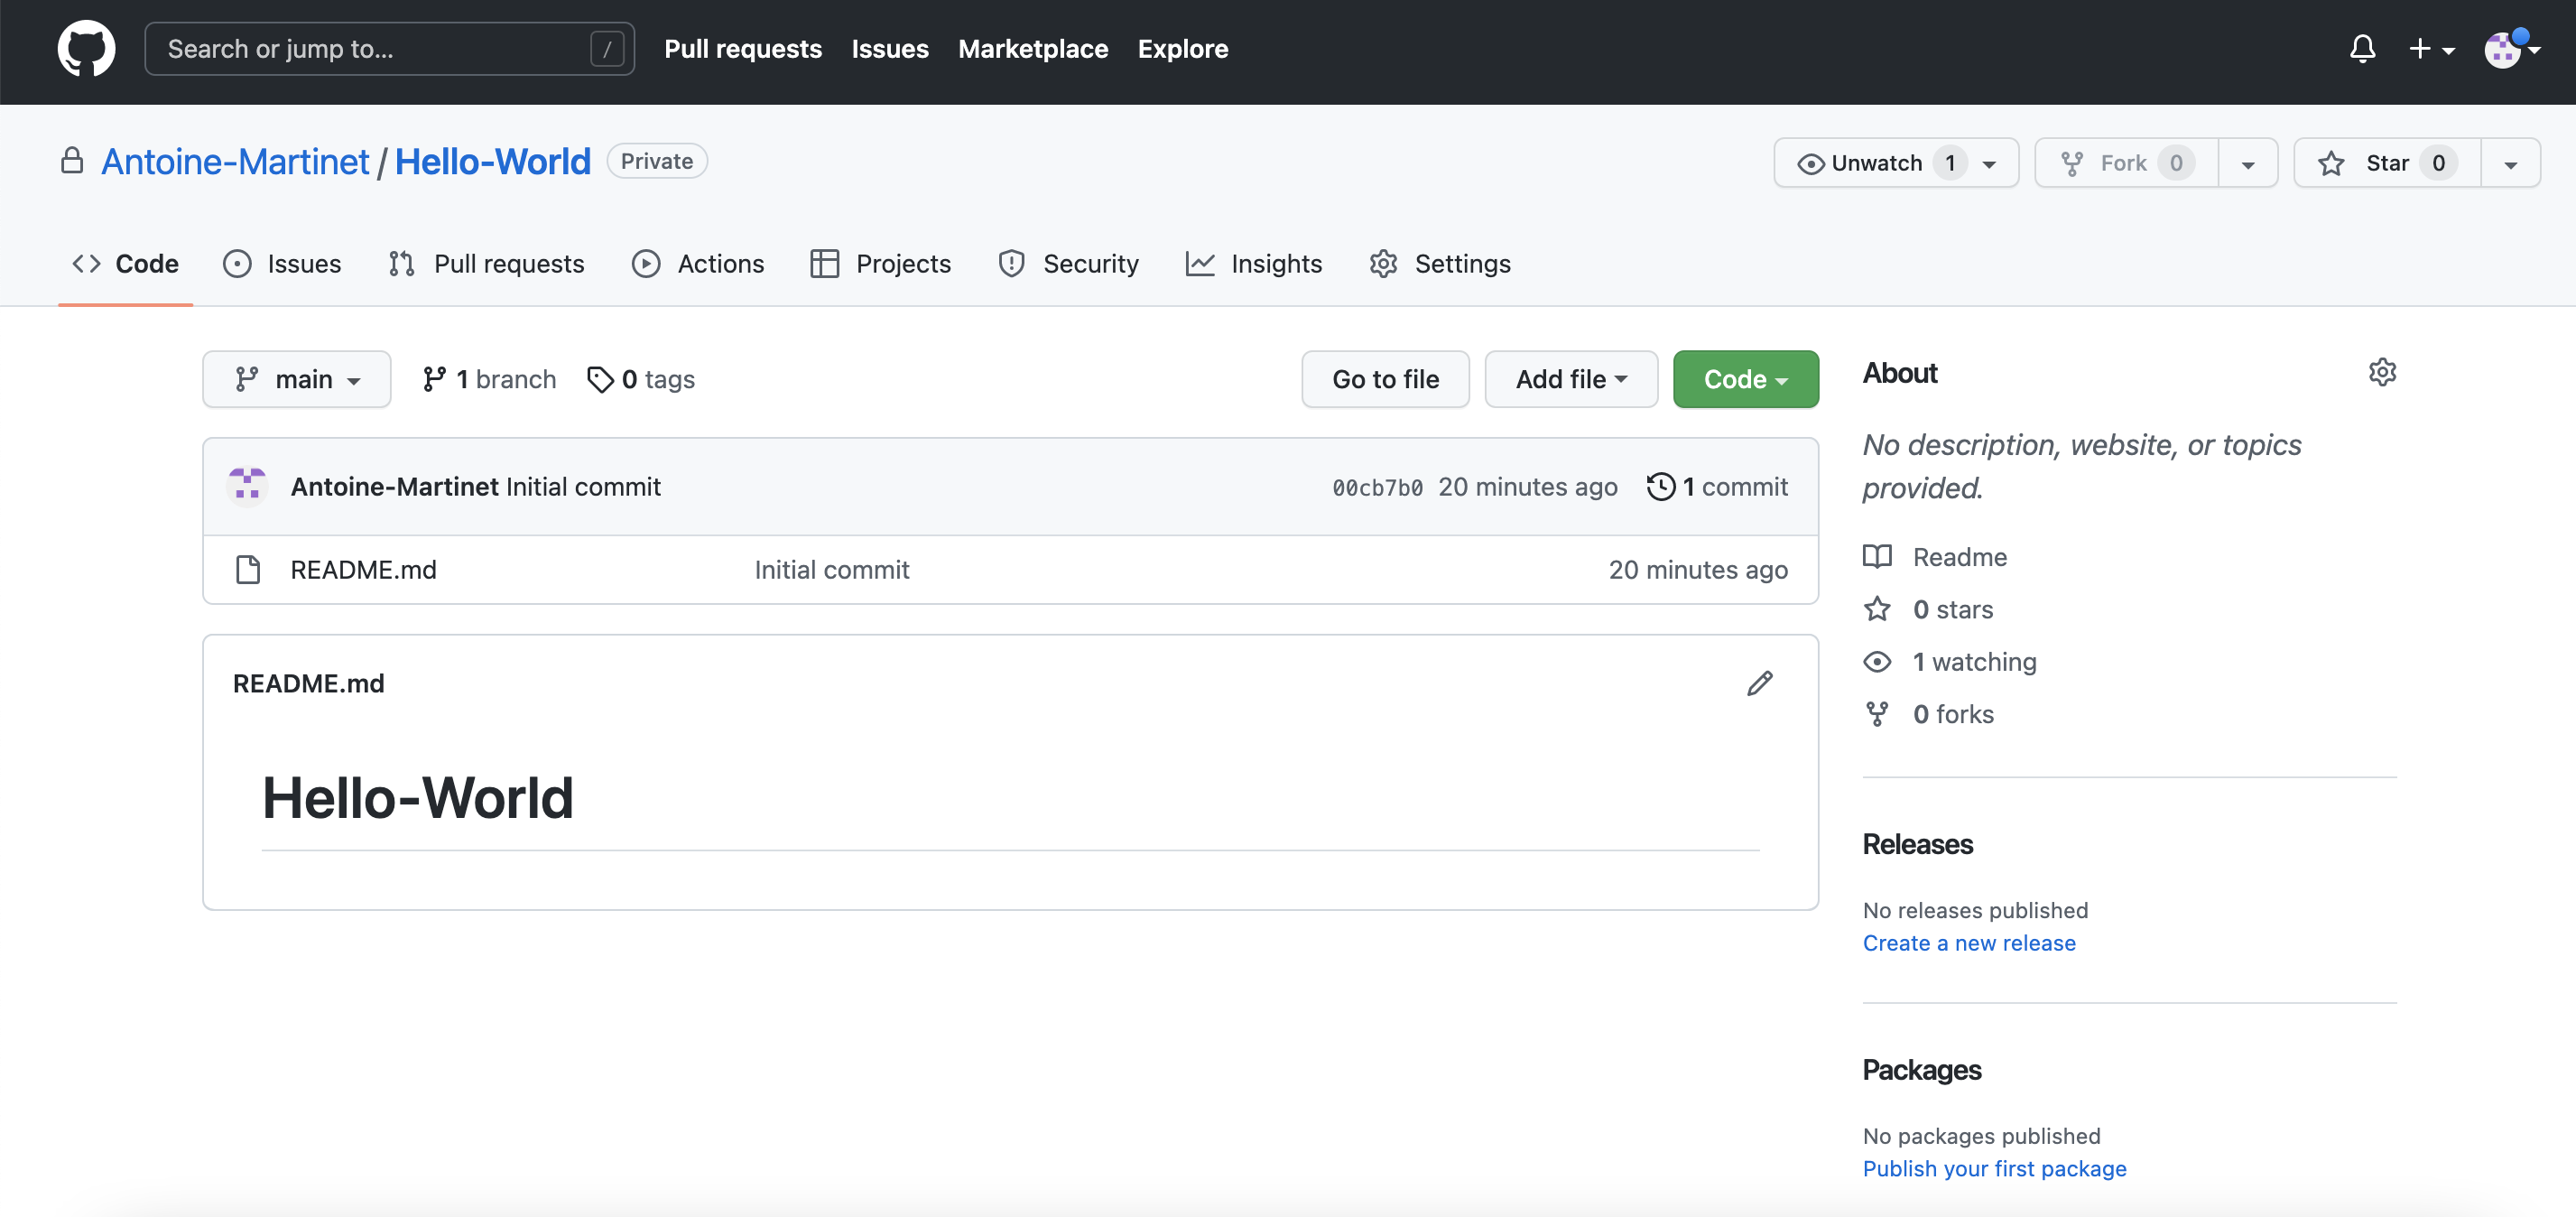 Search or jump to... / Pull requests Issues Marketplace Explore
Antoine-Martinet / Hello-World Private Unwatch 1 Fork 0 Star 0
Code Issues Pull requests Actions Projects Security Insights Settings
main 1 branch 0 tags Go to file Add file Code
Antoine-Martinet Initial commit 00cb7b0 20 minutes ago 1 commit
README.md Initial commit 20 minutes ago
README.md
Hello-World
About
No description, website, or topics
provided.
Readme
0 stars
1 watching
0 forks
Releases
No releases published
Create a new release
Packages
No packages published
Publish your first package